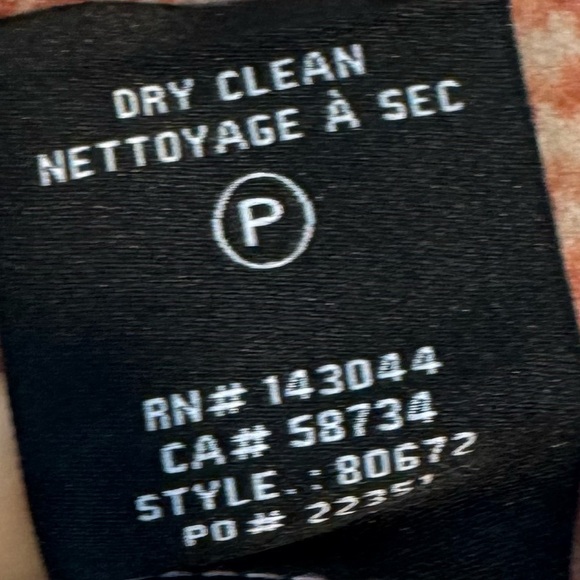 DRY CLEAN
NETTOYAGE À SEC
P
RN# 143044
CA# 58734
STYLE.: 80672
PO #